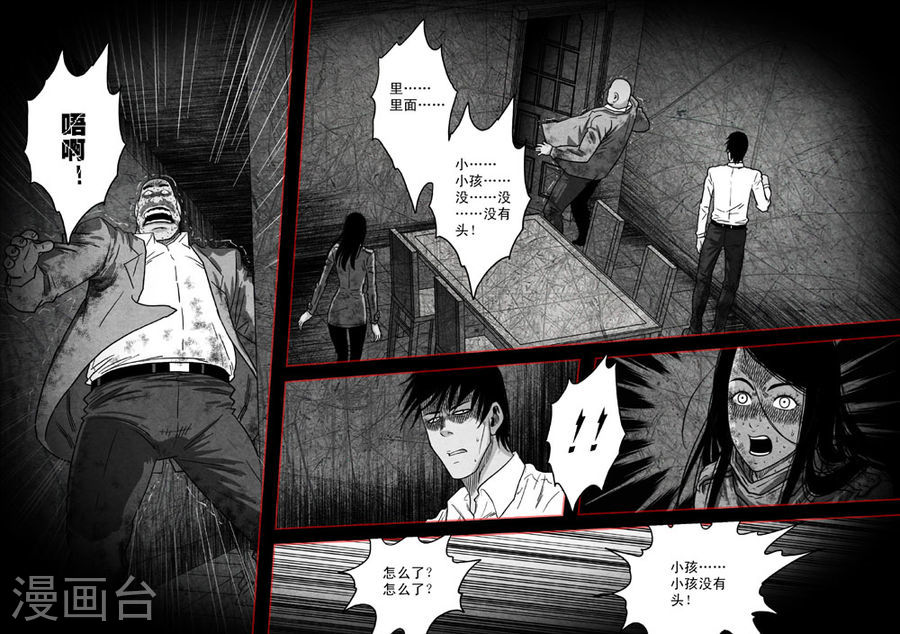 唔啊！
里……
里面……
小……
小孩……
没……没
……没有
头！
！！
怎么了？
怎么了？
小孩……
小孩没有
头！
漫画台